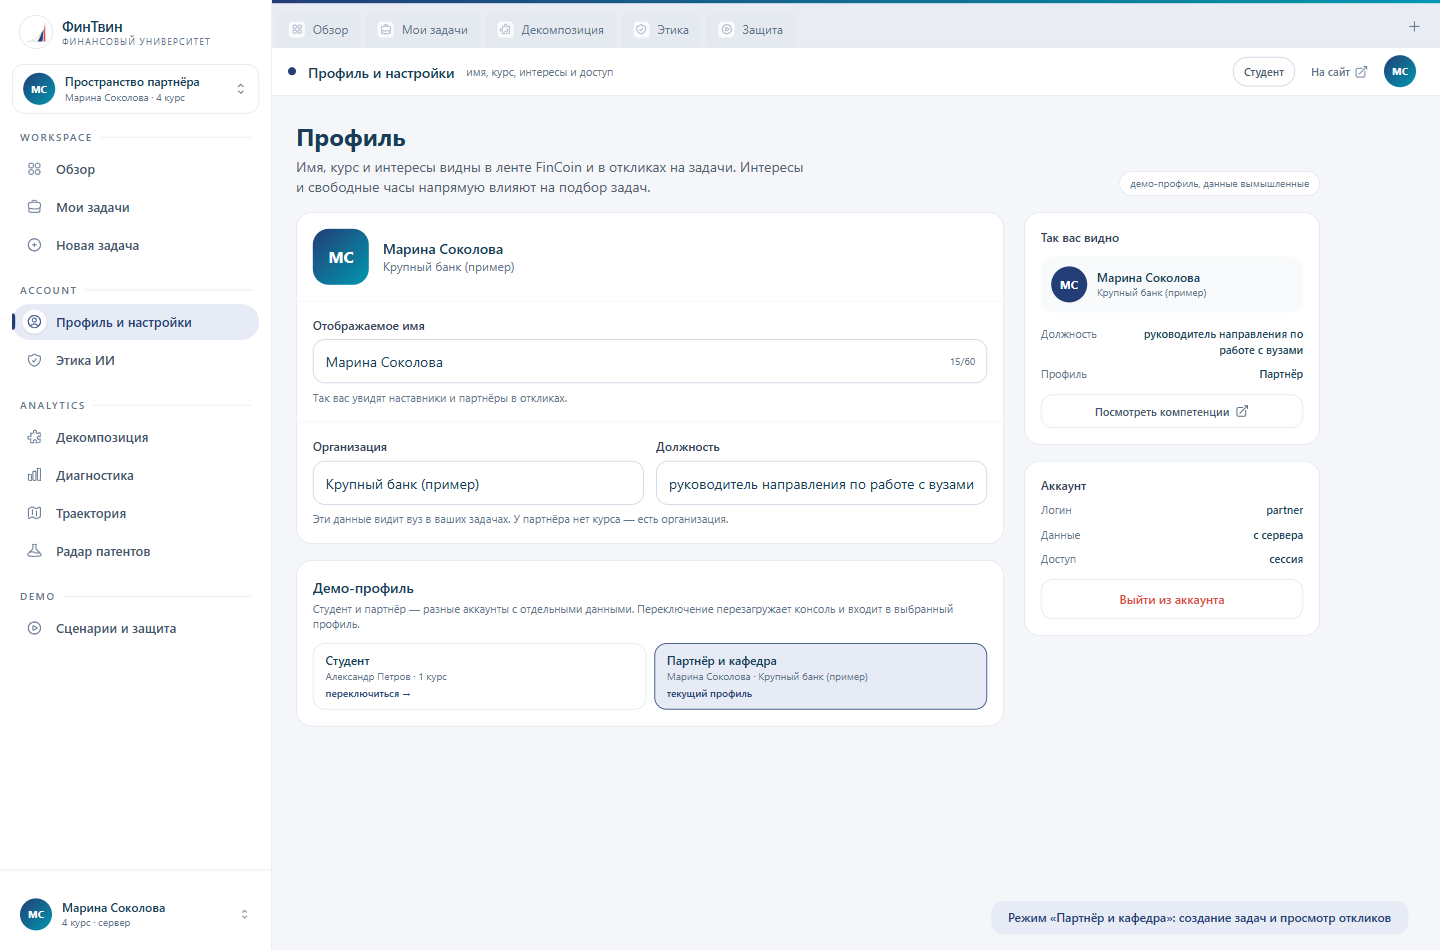 ФинТвин
ФИНАНСОВЫЙ УНИВЕРСИТЕТ
МС
Пространство партнёра
Марина Соколова · 4 курс
WORKSPACE
Обзор
Мои задачи
Новая задача
ACCOUNT
Профиль и настройки
Этика ИИ
ANALYTICS
Декомпозиция
Диагностика
Траектория
Радар патентов
DEMO
Сценарии и защита
МС
Марина Соколова
4 курс · сервер
Обзор
Мои задачи
Декомпозиция
Этика
Защита
Профиль и настройки
имя, курс, интересы и доступ
Студент
На сайт
МС
Профиль
Имя, курс и интересы видны в ленте FinCoin и в откликах на задачи. Интересы
и свободные часы напрямую влияют на подбор задач.
демо-профиль, данные вымышленные
МС
Марина Соколова
Крупный банк (пример)
Отображаемое имя
Марина Соколова
15/60
Так вас увидят наставники и партнёры в откликах.
Организация
Должность
Крупный банк (пример)
руководитель направления по работе с вузами
Эти данные видит вуз в ваших задачах. У партнёра нет курса — есть организация.
Демо-профиль
Студент и партнёр — разные аккаунты с отдельными данными. Переключение перезагружает консоль и входит в выбранный
профиль.
Студент
Александр Петров · 1 курс
переключиться →
Партнёр и кафедра
Марина Соколова · Крупный банк (пример)
текущий профиль
Так вас видно
МС
Марина Соколова
Крупный банк (пример)
Должность
руководитель направления по
работе с вузами
Профиль
Партнёр
Посмотреть компетенции
Аккаунт
Логин
partner
Данные
с сервера
Доступ
сессия
Выйти из аккаунта
Режим «Партнёр и кафедра»: создание задач и просмотр откликов